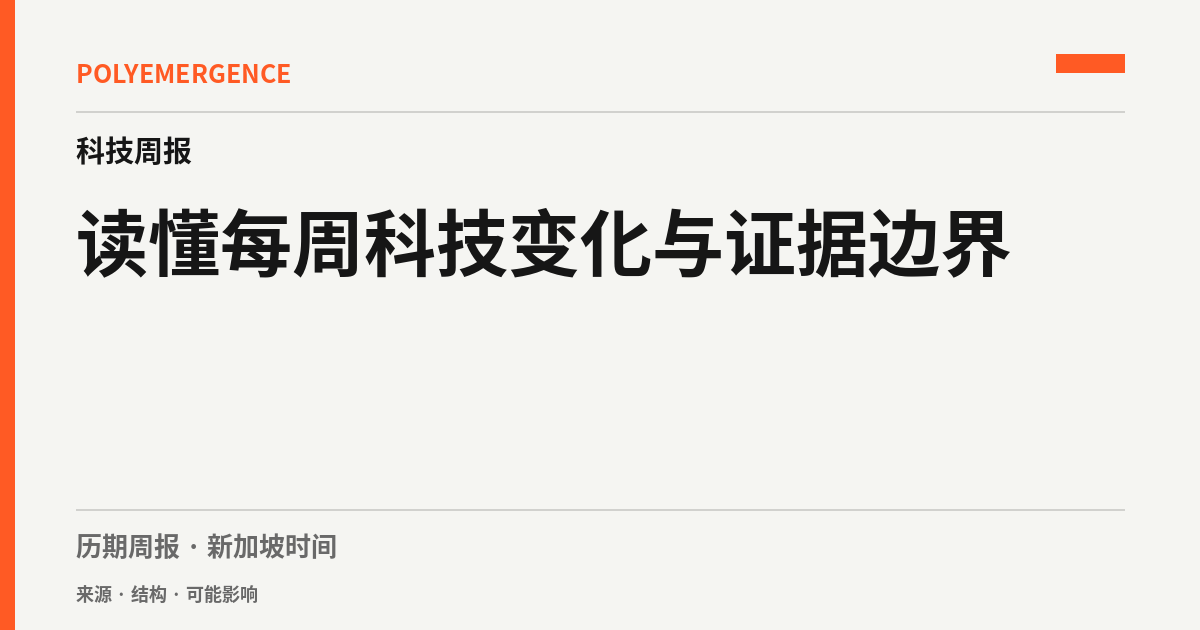 POLYEMERGENCE
科技周报
读懂每周科技变化与证据边界
历期周报 · 新加坡时间
来源 · 结构 · 可能影响